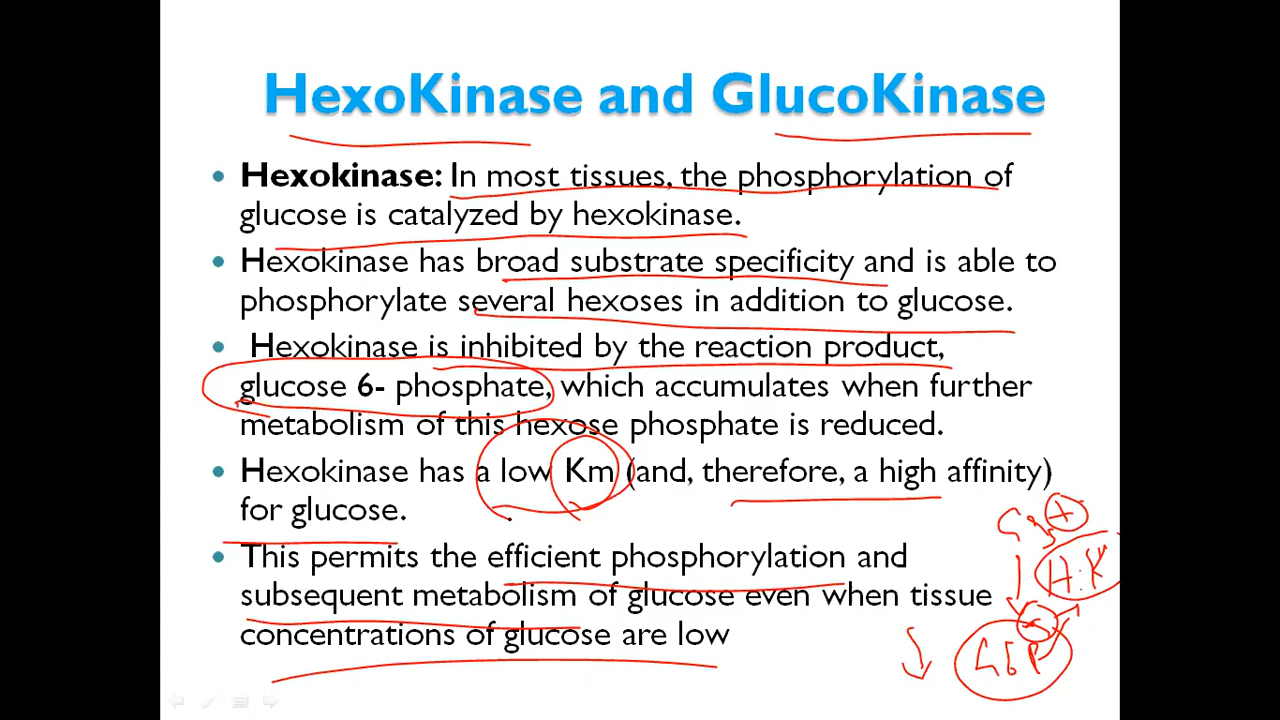 HexoKinase and GlucoKinase
• Hexokinase: In most tissues, the phosphorylation of
glucose is catalyzed by hexokinase.
• Hexokinase has broad substrate specificity and is able to
phosphorylate several hexoses in addition to glucose.
• Hexokinase is inhibited by the reaction product,
glucose 6- phosphate, which accumulates when further
metabolism of this hexose phosphate is reduced.
• Hexokinase has a low Km (and, therefore, a high affinity)
for glucose.
• This permits the efficient phosphorylation and
subsequent metabolism of glucose even when tissue
concentrations of glucose are low
H.K
G6P